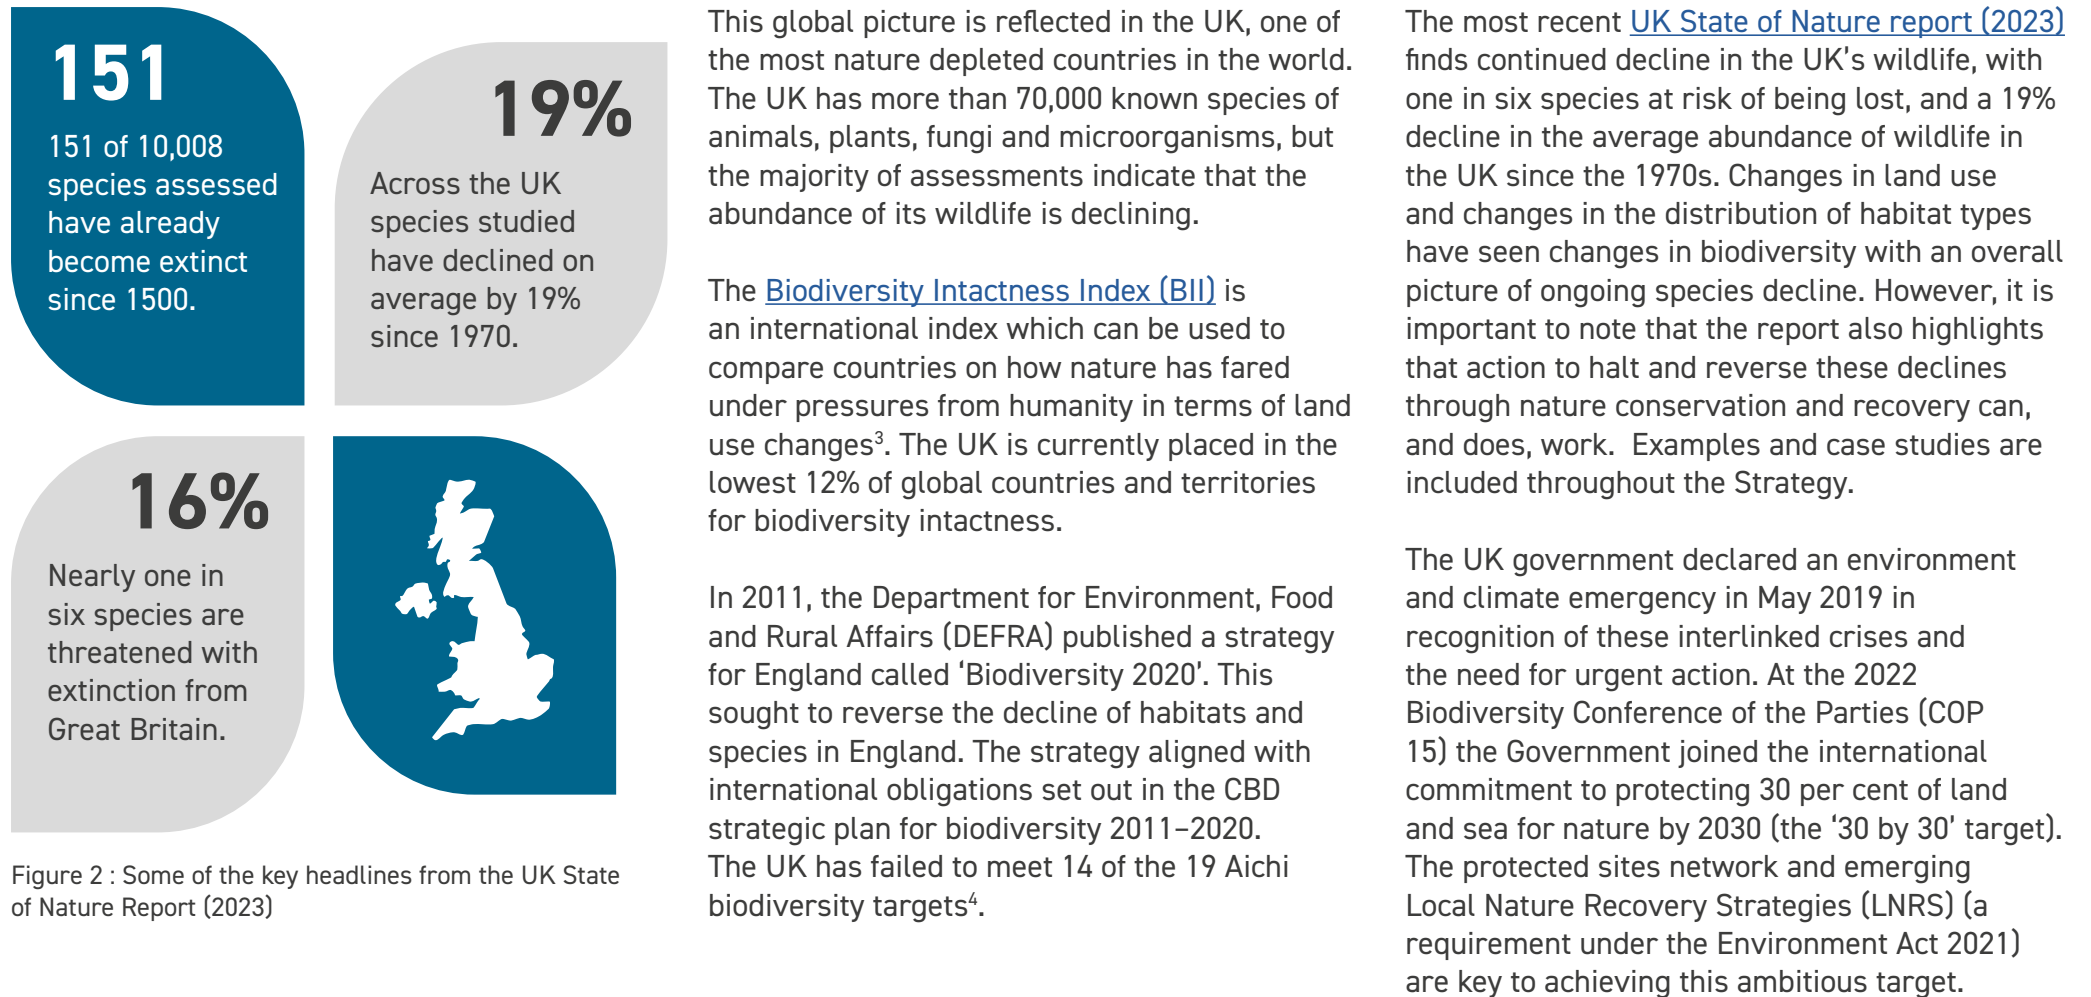 151
151 of 10,008
species assessed
have already
become extinct
since 1500.
19%
Across the UK
species studied
have declined on
average by 19%
since 1970.
16%
Nearly one in
six species are
threatened with
extinction from
Great Britain.
Figure 2 : Some of the key headlines from the UK State
of Nature Report (2023)
This global picture is reflected in the UK, one of
the most nature depleted countries in the world.
The UK has more than 70,000 known species of
animals, plants, fungi and microorganisms, but
the majority of assessments indicate that the
abundance of its wildlife is declining.
The Biodiversity Intactness Index (BII) is
an international index which can be used to
compare countries on how nature has fared
under pressures from humanity in terms of land
use changes³. The UK is currently placed in the
lowest 12% of global countries and territories
for biodiversity intactness.
In 2011, the Department for Environment, Food
and Rural Affairs (DEFRA) published a strategy
for England called ‘Biodiversity 2020’. This
sought to reverse the decline of habitats and
species in England. The strategy aligned with
international obligations set out in the CBD
strategic plan for biodiversity 2011–2020.
The UK has failed to meet 14 of the 19 Aichi
biodiversity targets⁴.
The most recent UK State of Nature report (2023)
finds continued decline in the UK’s wildlife, with
one in six species at risk of being lost, and a 19%
decline in the average abundance of wildlife in
the UK since the 1970s. Changes in land use
and changes in the distribution of habitat types
have seen changes in biodiversity with an overall
picture of ongoing species decline. However, it is
important to note that the report also highlights
that action to halt and reverse these declines
through nature conservation and recovery can,
and does, work.  Examples and case studies are
included throughout the Strategy.
The UK government declared an environment
and climate emergency in May 2019 in
recognition of these interlinked crises and
the need for urgent action. At the 2022
Biodiversity Conference of the Parties (COP
15) the Government joined the international
commitment to protecting 30 per cent of land
and sea for nature by 2030 (the ‘30 by 30’ target).
The protected sites network and emerging
Local Nature Recovery Strategies (LNRS) (a
requirement under the Environment Act 2021)
are key to achieving this ambitious target.